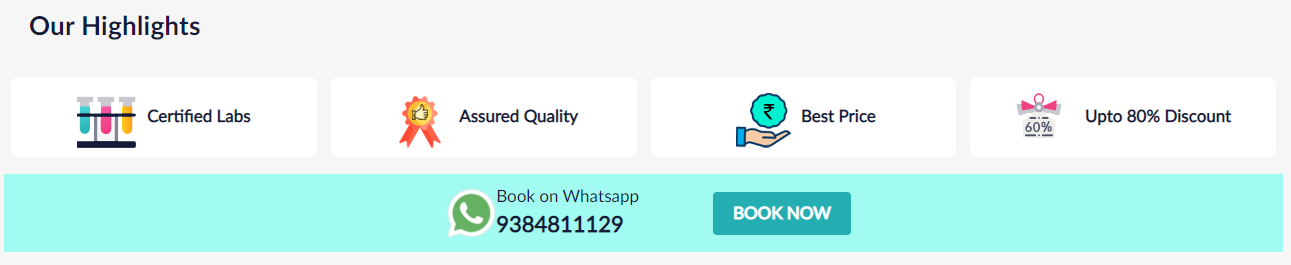 Our Highlights
Certified Labs
Assured Quality
₹
Best Price
60%
Upto 80% Discount
Book on Whatsapp
9384811129
BOOK NOW